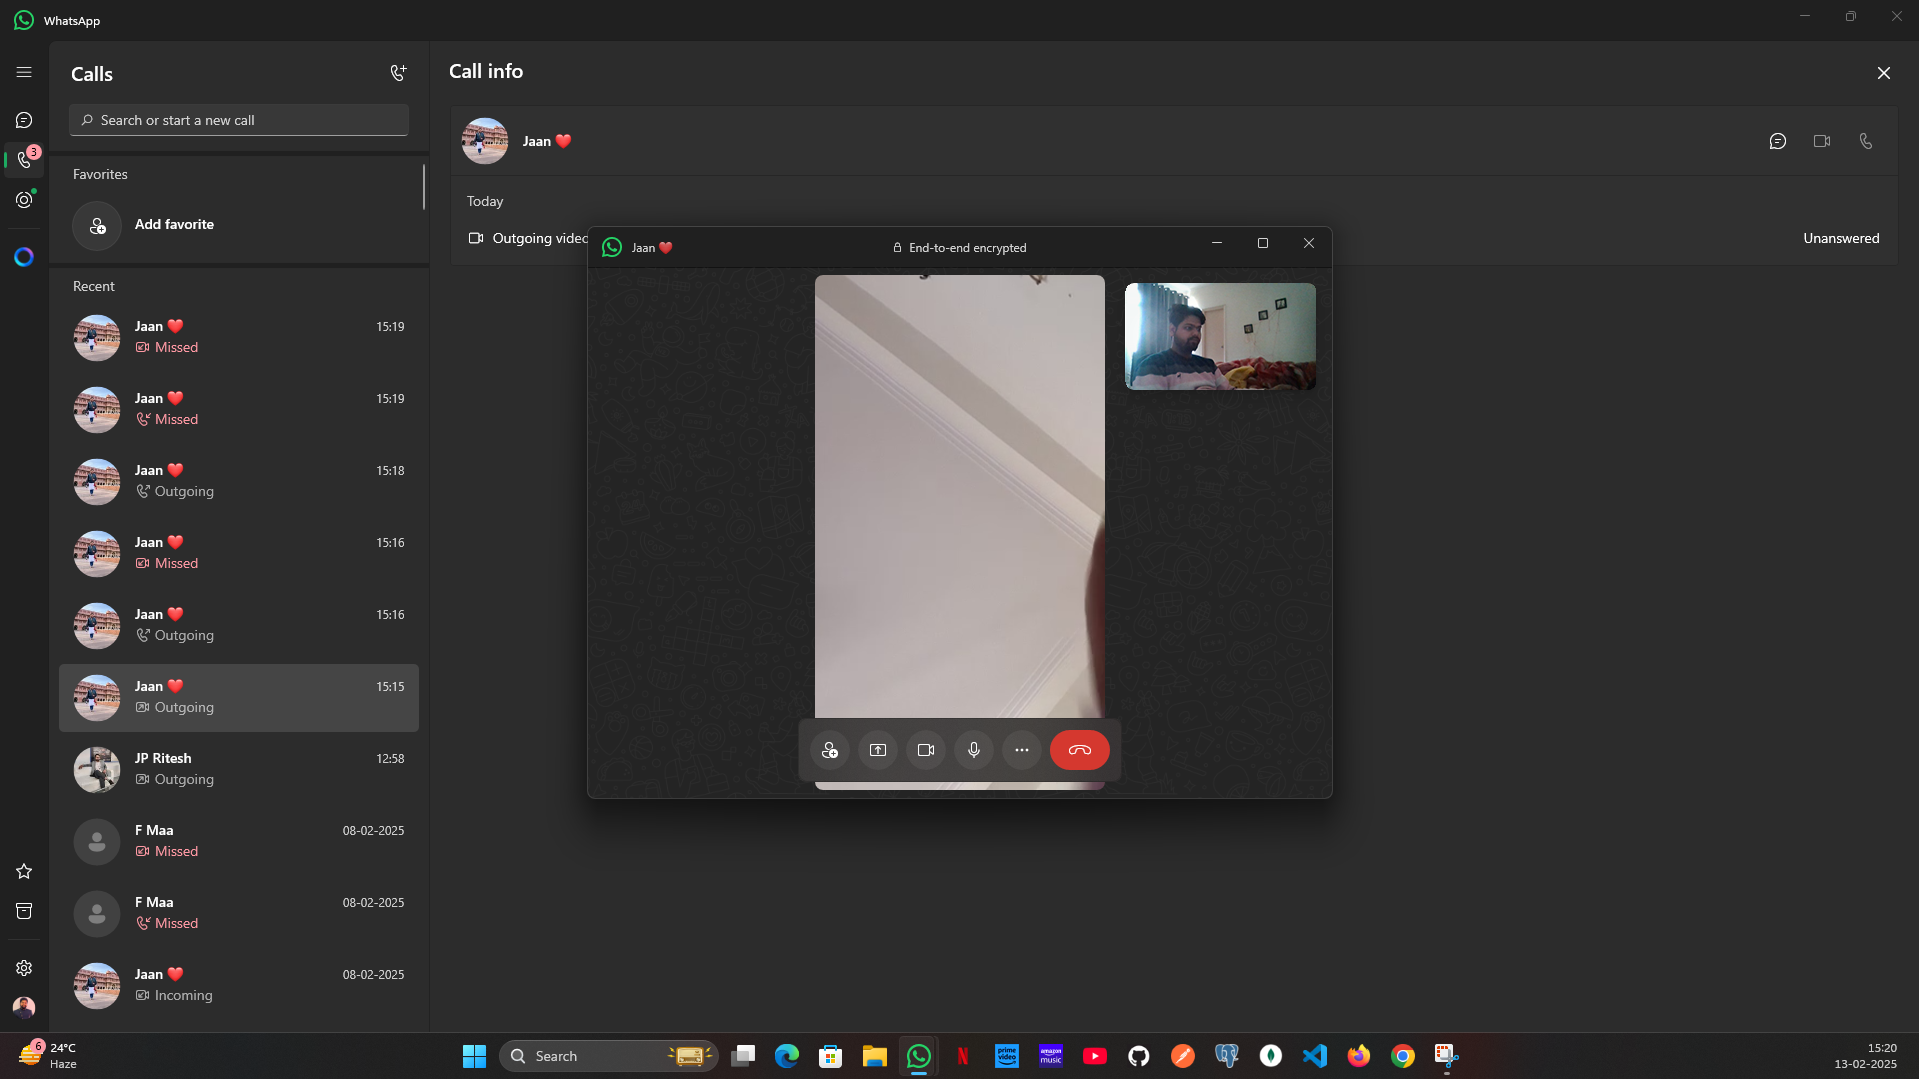 WhatsApp
Calls
Search or start a new call
3
Favorites
Add favorite
Recent
Jaan ❤️ 15:19
Missed
Jaan ❤️ 15:19
Missed
Jaan ❤️ 15:18
Outgoing
Jaan ❤️ 15:16
Missed
Jaan ❤️ 15:16
Outgoing
Jaan ❤️ 15:15
Outgoing
JP Ritesh 12:58
Outgoing
F Maa 08-02-2025
Missed
F Maa 08-02-2025
Missed
Jaan ❤️ 08-02-2025
Incoming
Call info
Jaan ❤️
Today
Outgoing video Unanswered
Jaan ❤️ End-to-end encrypted
6
24°C
Haze
Search
N
prime video
amazon music
15:20
13-02-2025